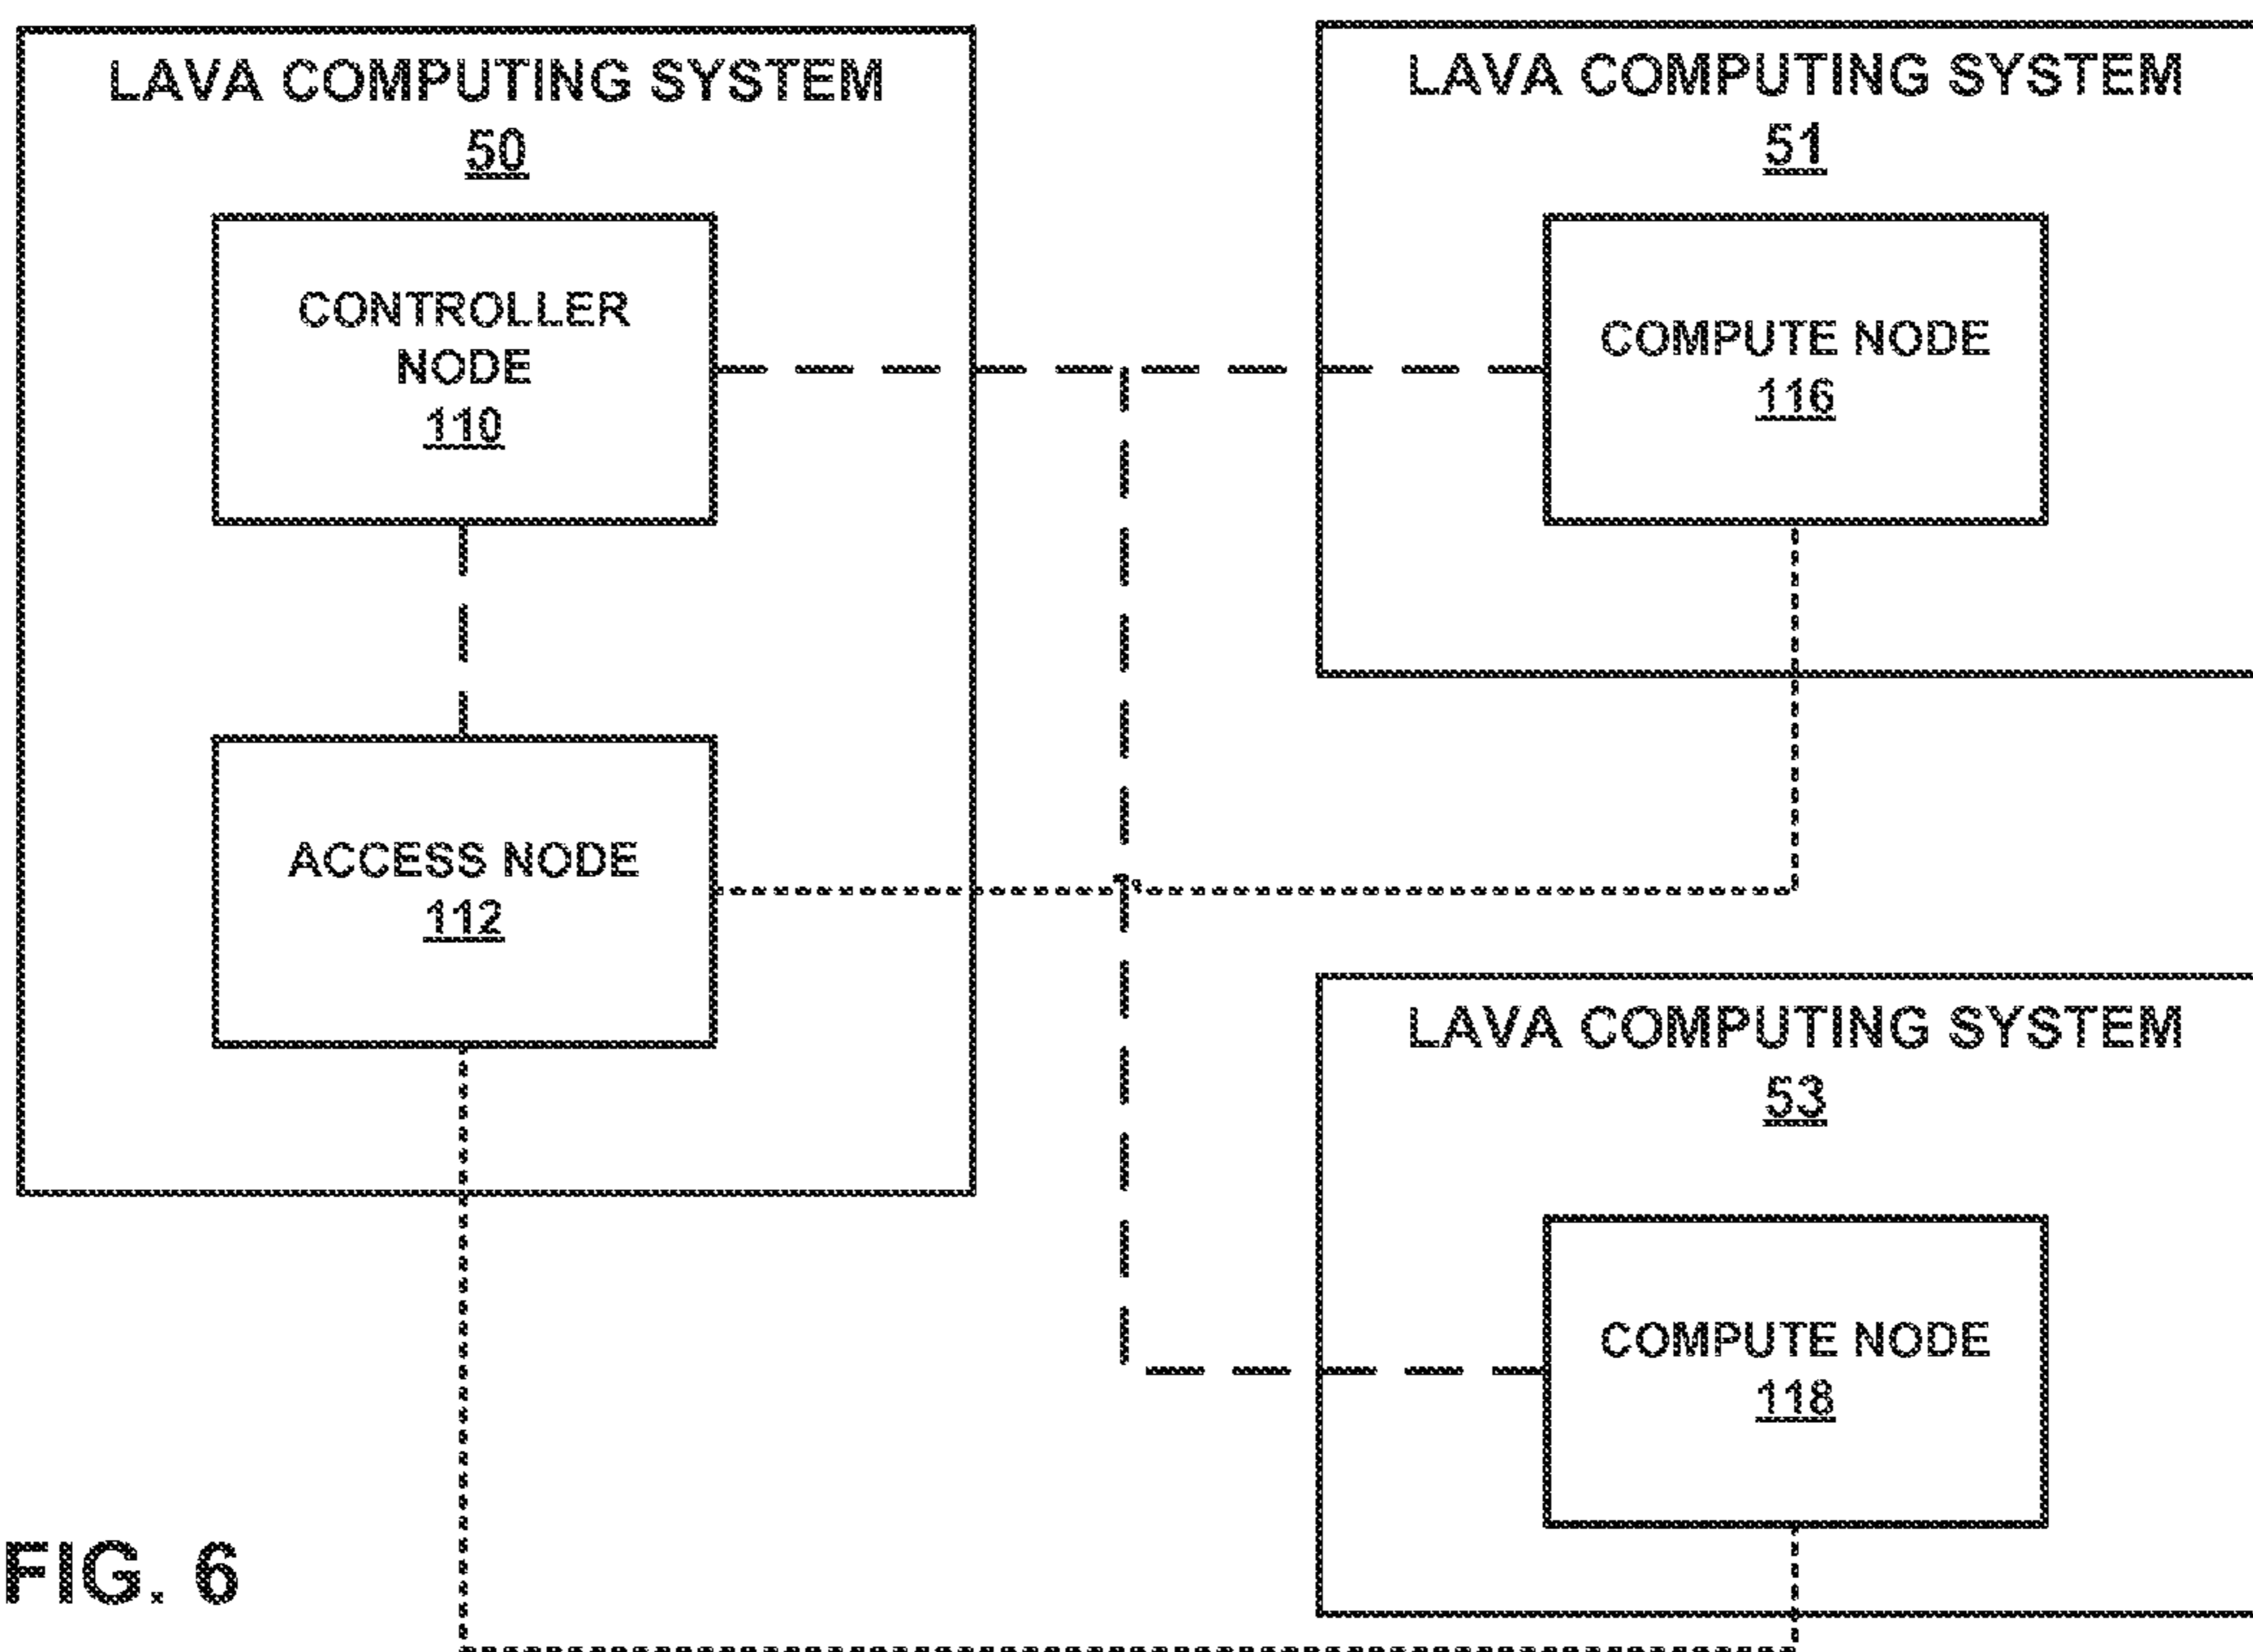 LAVA COMPUTING SYSTEM
50
CONTROLLER
NODE
110
ACCESS NODE
112
LAVA COMPUTING SYSTEM
51
COMPUTE NODE
116
LAVA COMPUTING SYSTEM
53
COMPUTE NODE
118
FIG. 6